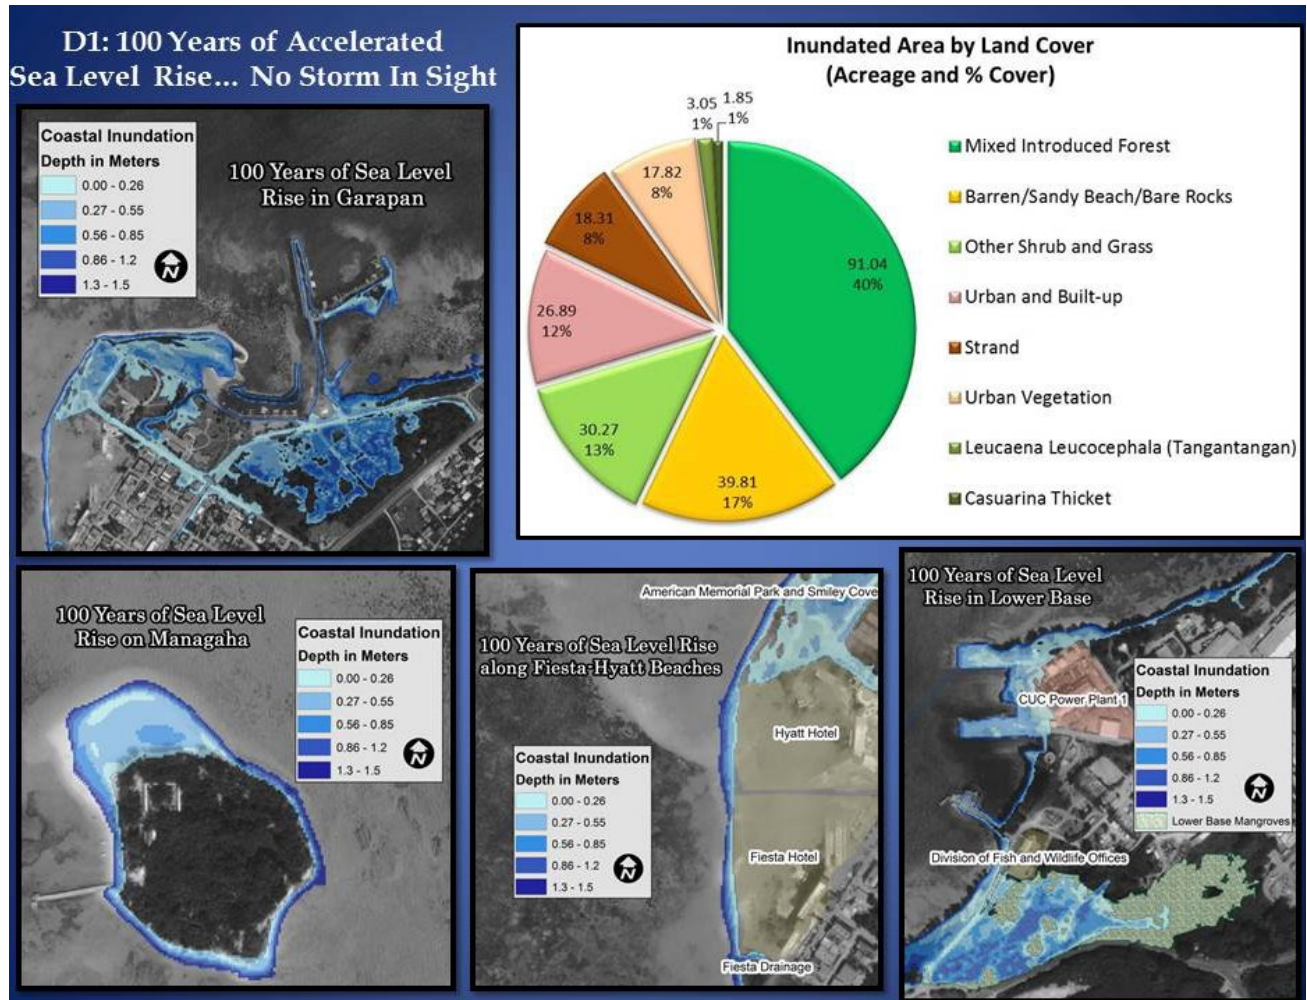 D1: 100 Years of Accelerated
Sea Level Rise... No Storm In Sight
Coastal Inundation
Depth in Meters
0.00 - 0.26
0.27 - 0.55
0.56 - 0.85
0.86 - 1.2
1.3 - 1.5
N
100 Years of Sea Level
Rise in Garapan
Inundated Area by Land Cover
(Acreage and % Cover)
3.05
1%
1.85
1%
17.82
8%
18.31
8%
26.89
12%
30.27
13%
39.81
17%
91.04
40%
Mixed Introduced Forest
Barren/Sandy Beach/Bare Rocks
Other Shrub and Grass
Urban and Built-up
Strand
Urban Vegetation
Leucaena Leucocephala (Tangantangan)
Casuarina Thicket
100 Years of Sea Level
Rise on Managaha
Coastal Inundation
Depth in Meters
0.00 - 0.26
0.27 - 0.55
0.56 - 0.85
0.86 - 1.2
1.3 - 1.5
N
American Memorial Park and Smiley Cove
100 Years of Sea Level Rise
along Fiesta-Hyatt Beaches
Hyatt Hotel
Coastal Inundation
Depth in Meters
0.00 - 0.26
0.27 - 0.55
0.56 - 0.85
0.86 - 1.2
1.3 - 1.5
N
Fiesta Hotel
Fiesta Drainage
100 Years of Sea Level
Rise in Lower Base
CUC Power Plant 1
Coastal Inundation
Depth in Meters
0.00 - 0.26
0.27 - 0.55
0.56 - 0.85
0.86 - 1.2
1.3 - 1.5
Lower Base Mangroves
N
Division of Fish and Wildlife Offices